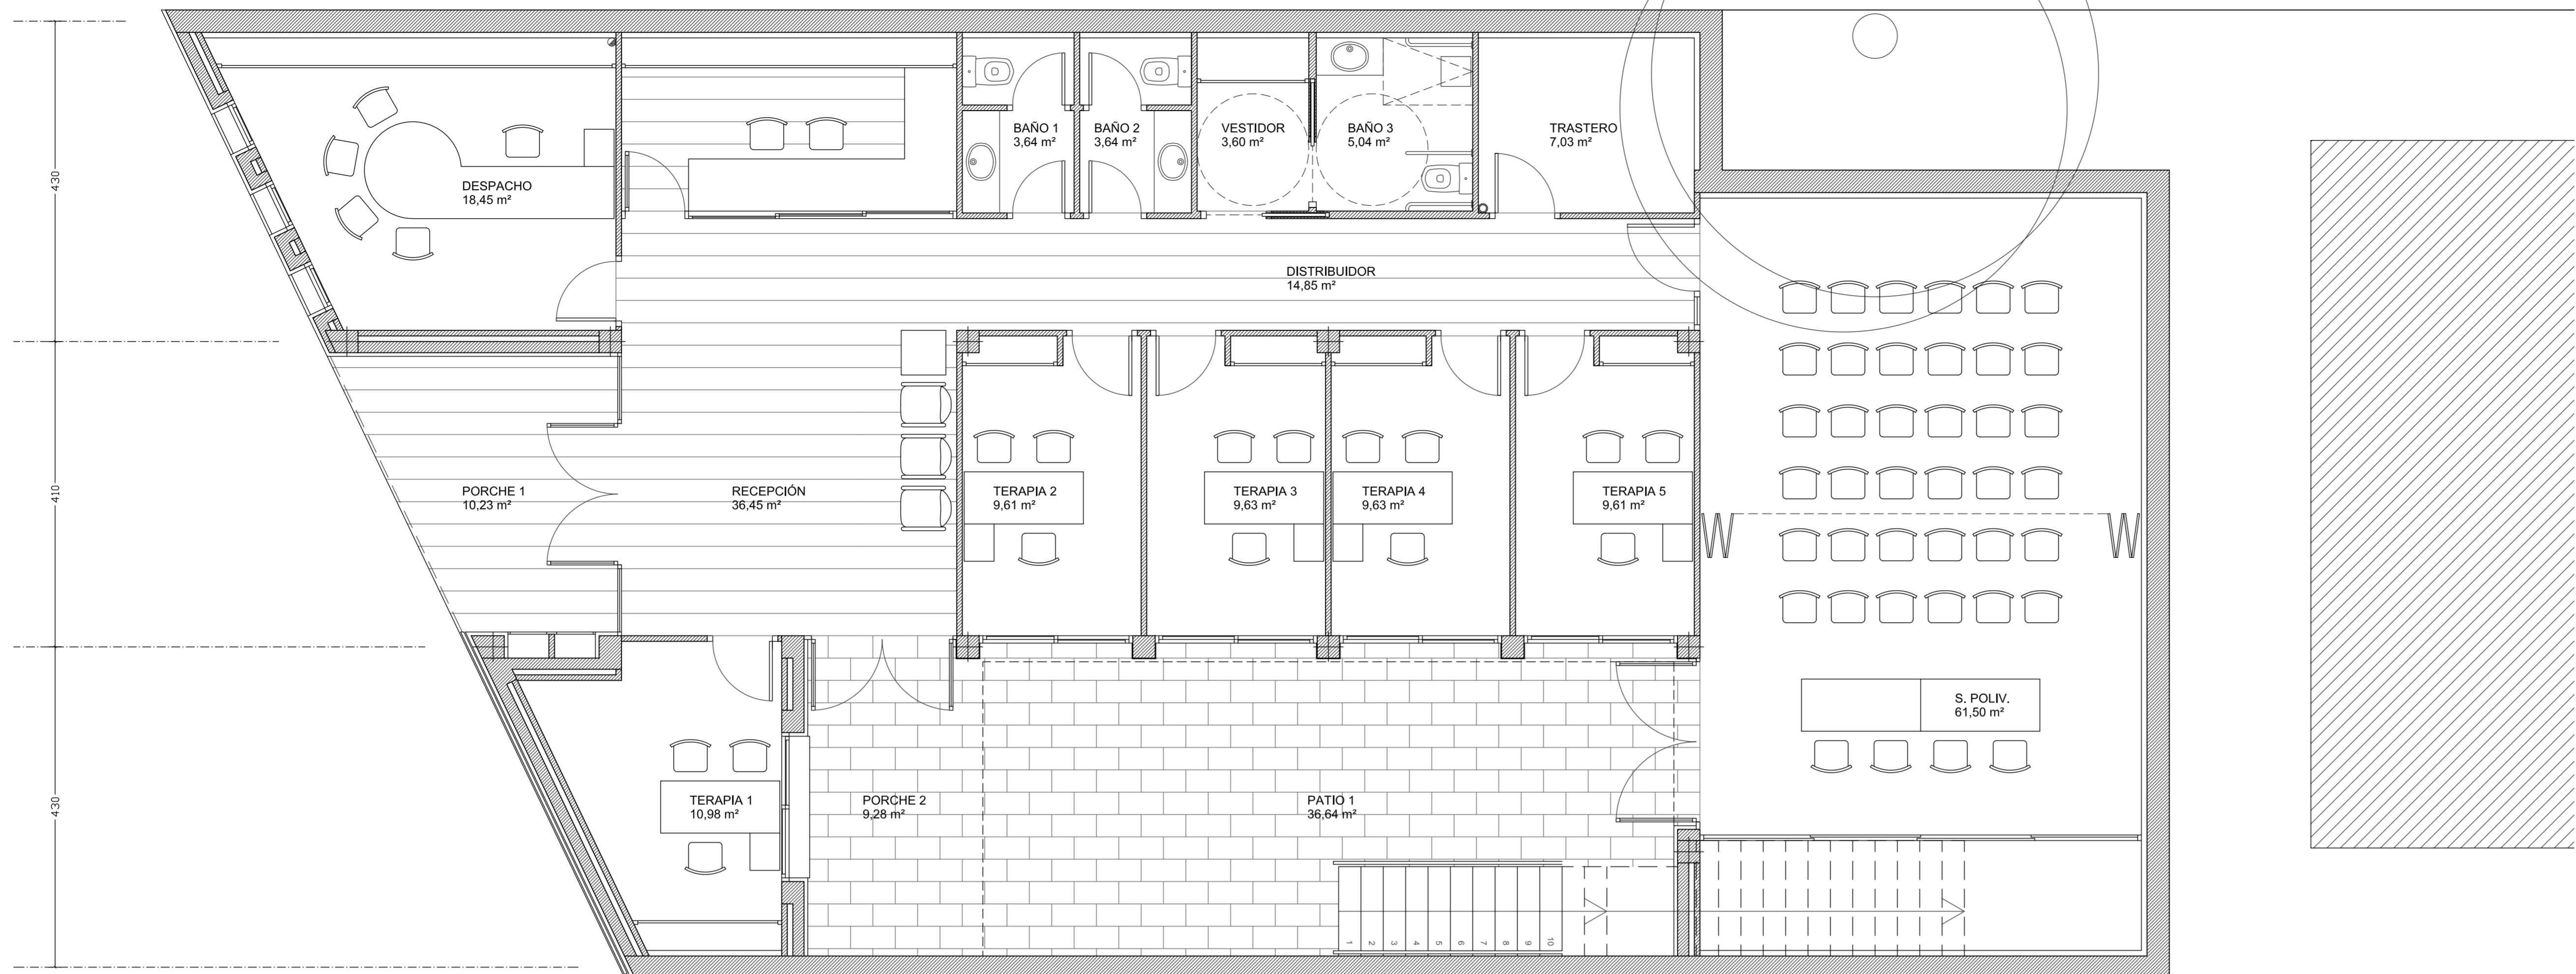 430
410
430
DESPACHO
18,45 m²
BAÑO 1
3,64 m²
BAÑO 2
3,64 m²
VESTIDOR
3,60 m²
BAÑO 3
5,04 m²
TRASTERO
7,03 m²
DISTRIBUIDOR
14,85 m²
PORCHE 1
10,23 m²
RECEPCIÓN
36,45 m²
TERAPIA 2
9,61 m²
TERAPIA 3
9,63 m²
TERAPIA 4
9,63 m²
TERAPIA 5
9,61 m²
S. POLIV.
61,50 m²
TERAPIA 1
10,98 m²
PORCHE 2
9,28 m²
PATIO 1
36,64 m²
1
2
3
4
5
6
7
8
9
10